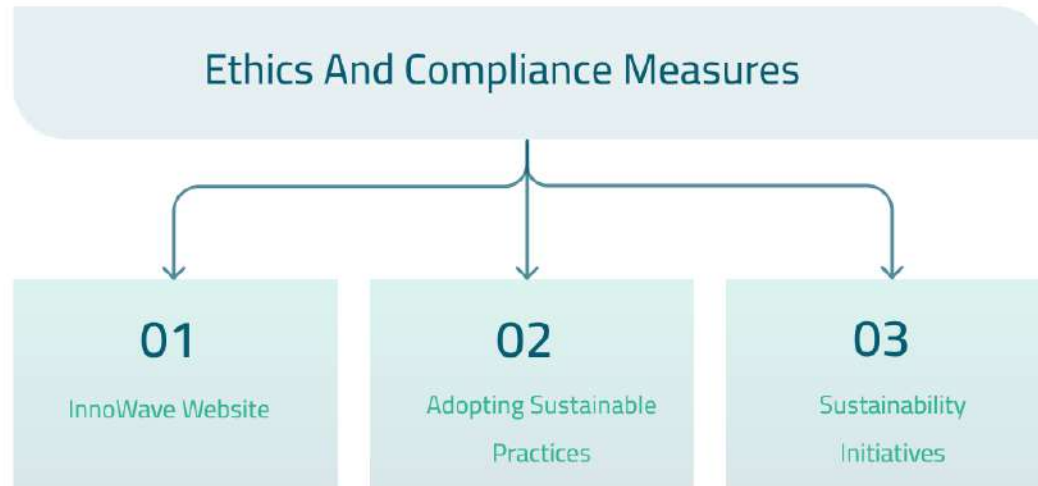 Ethics And Compliance Measures
01
InnoWave Website
02
Adopting Sustainable
Practices
03
Sustainability
Initiatives